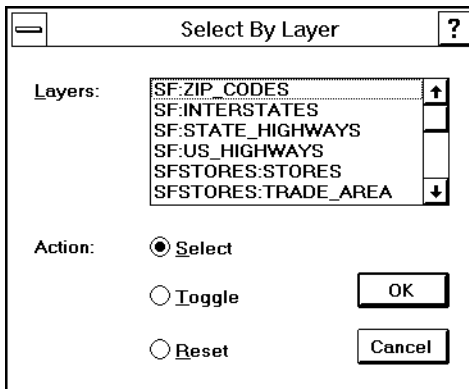 Select By Layer ?
Layers:
SF:ZIP_CODES
SF:INTERSTATES
SF:STATE_HIGHWAYS
SF:US_HIGHWAYS
SFSTORES:STORES
SFSTORES:TRADE_AREA
Action:
Select
Toggle
OK
Reset
Cancel